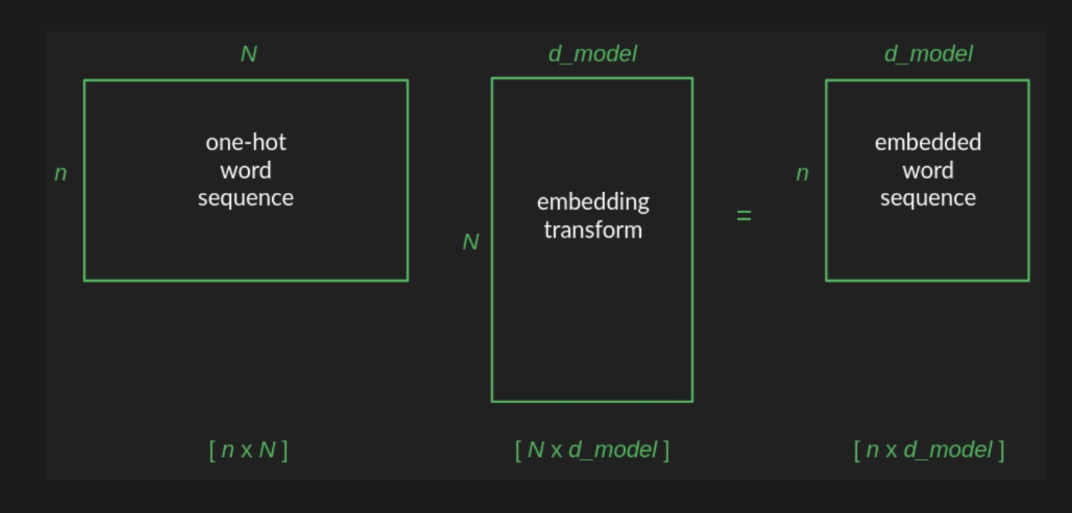 N
d_model
d_model
one-hot
word
sequence
embedded
word
sequence
n
n
embedding
transform
=
N
[ n x N ]
[ N x d_model ]
[ n x d_model ]